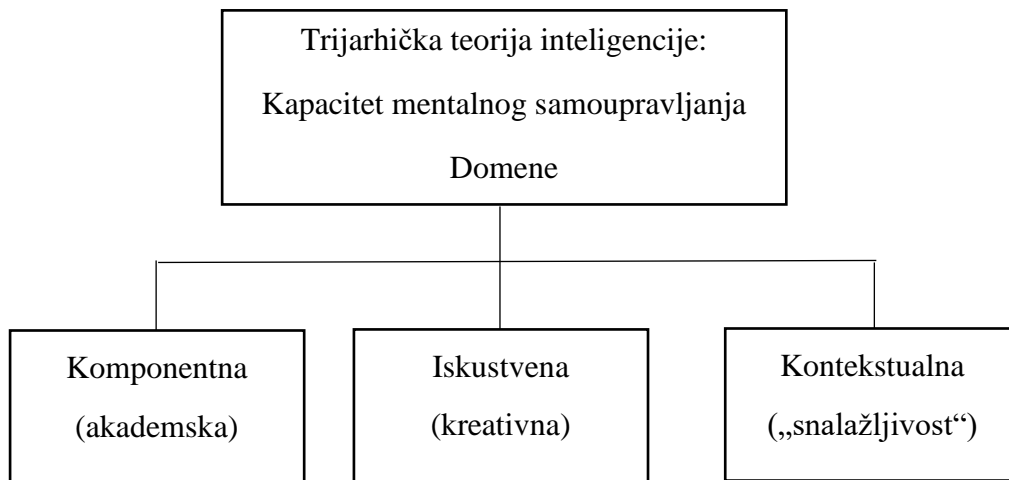 Trijarhička teorija inteligencije:
Kapacitet mentalnog samoupravljanja
Domene
Komponentna
(akademska)
Iskustvena
(kreativna)
Kontekstualna
(„snalažljivost“)